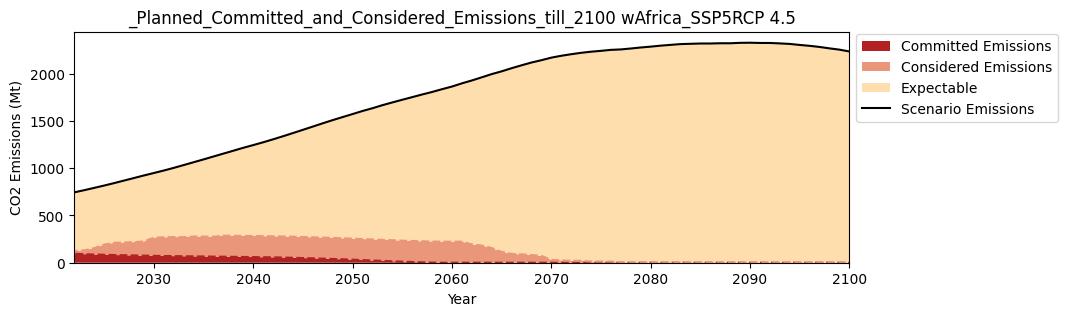 _Planned_Committed_and_Considered_Emissions_till_2100 wAfrica_SSP5RCP 4.5
CO2 Emissions (Mt)
2000
1500
1000
500
0
2030 2040 2050 2060 2070 2080 2090 2100
Year
Committed Emissions
Considered Emissions
Expectable
Scenario Emissions